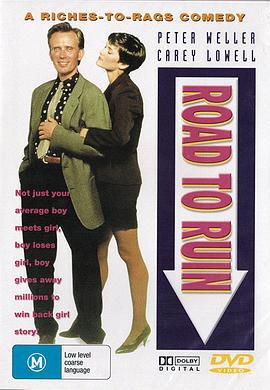 A RICHES-TO-RAGS COMEDY
PETER WELLER
CAREY LOWELL
ROAD TO RUIN
Not just your
average boy
meets girl,
boy loses
girl, boy
gives away
millions to
win back girl
story.
M
Low level
coarse
language
DOLBY
DIGITAL
DVD
VIDEO